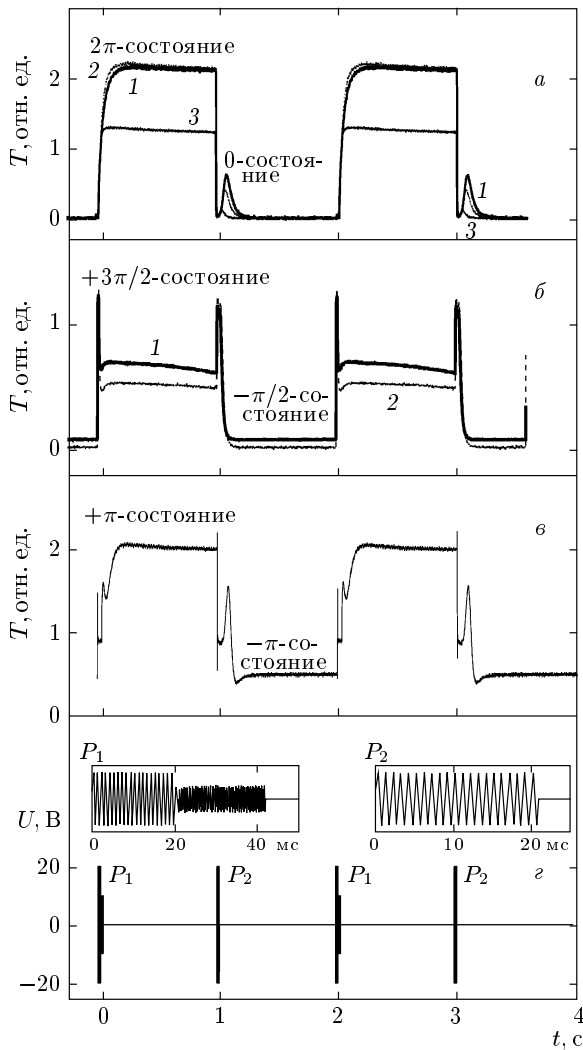 2π-состояние
2
1
3
0-состоя-
ние
1
3
а
T, отн. ед.
2
1
0
+3π/2-состояние
1
−π/2-со-
стояние
2
б
T, отн. ед.
1
0
+π-состояние
−π-со-
стояние
в
T, отн. ед.
2
1
0
P1
0 20 40 мс
P2
0 10 20 мс
U, В
20
0
−20
P1
P2
P1
P2
г
0 1 2 3 4
t, с